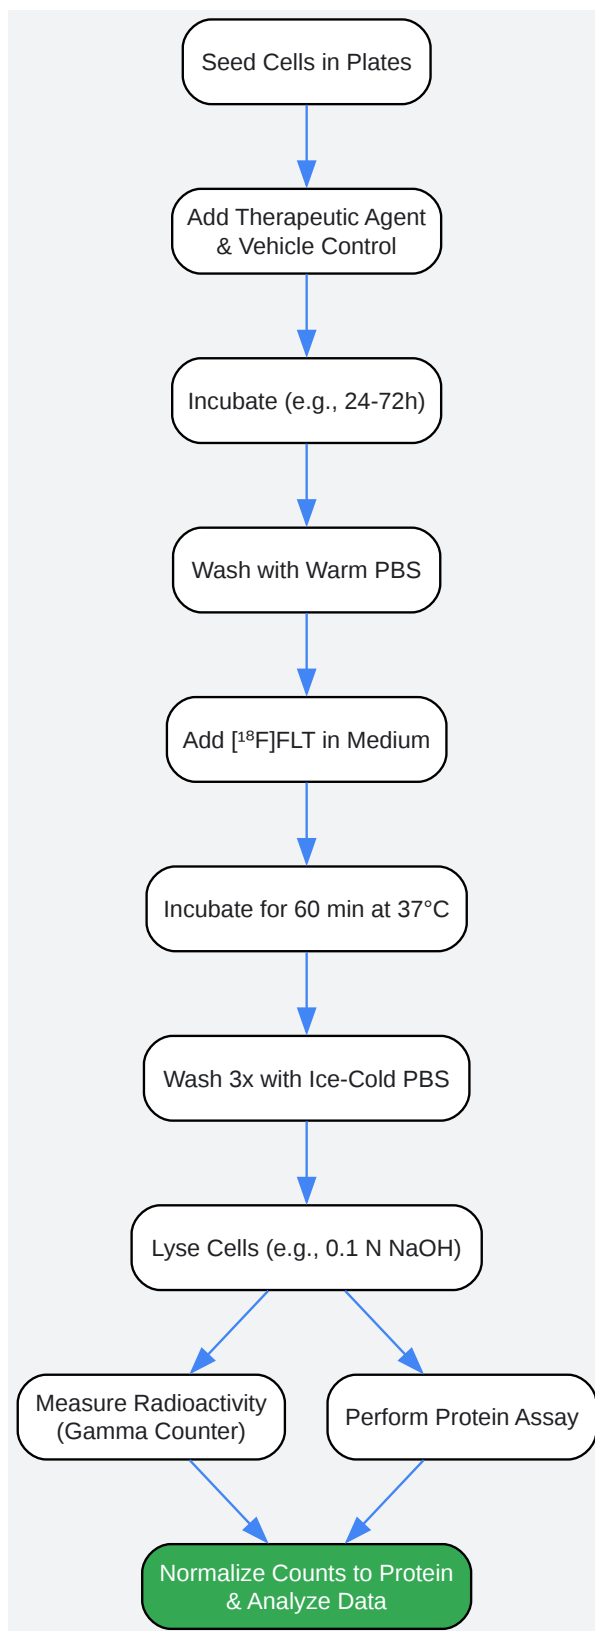 Seed Cells in Plates
Add Therapeutic Agent
& Vehicle Control
Incubate (e.g., 24-72h)
Wash with Warm PBS
Add [¹⁸F]FLT in Medium
Incubate for 60 min at 37°C
Wash 3x with Ice-Cold PBS
Lyse Cells (e.g., 0.1 N NaOH)
Measure Radioactivity
(Gamma Counter)
Perform Protein Assay
Normalize Counts to Protein
& Analyze Data